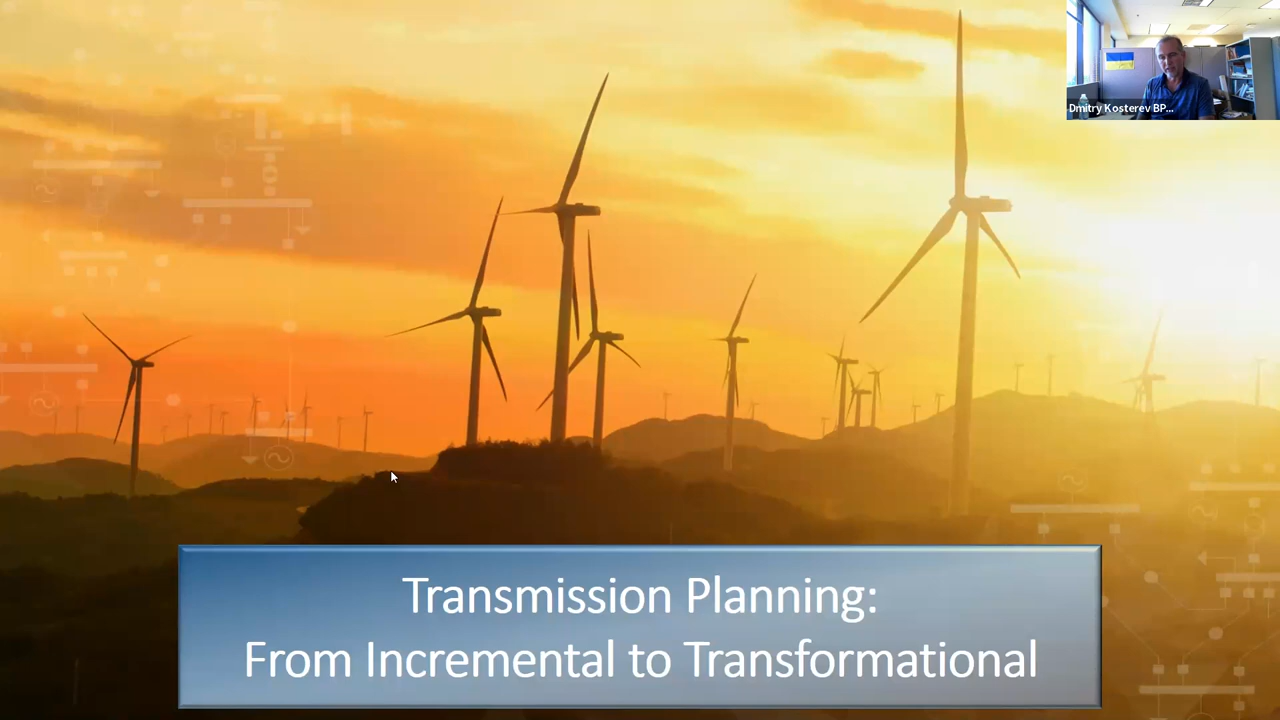 Dmitry Kosterev BP...
Transmission Planning:
From Incremental to Transformational